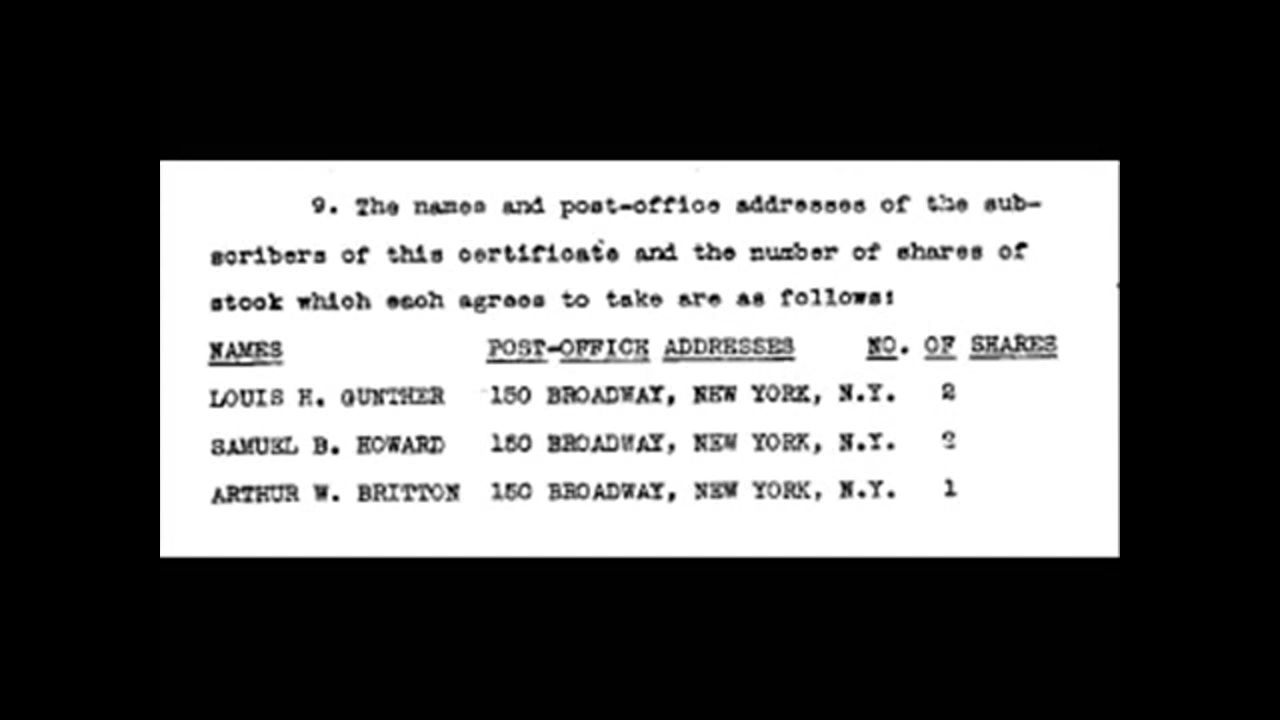 9. The names and post-office addresses of the sub-
scribers of this certificate and the number of shares of
stock which each agrees to take are as follows:
NAMES POST-OFFICE ADDRESSES NO. OF SHARES
LOUIS H. GUNTHER 150 BROADWAY, NEW YORK, N.Y. 2
SAMUEL B. HOWARD 150 BROADWAY, NEW YORK, N.Y. 2
ARTHUR W. BRITTON 150 BROADWAY, NEW YORK, N.Y. 1